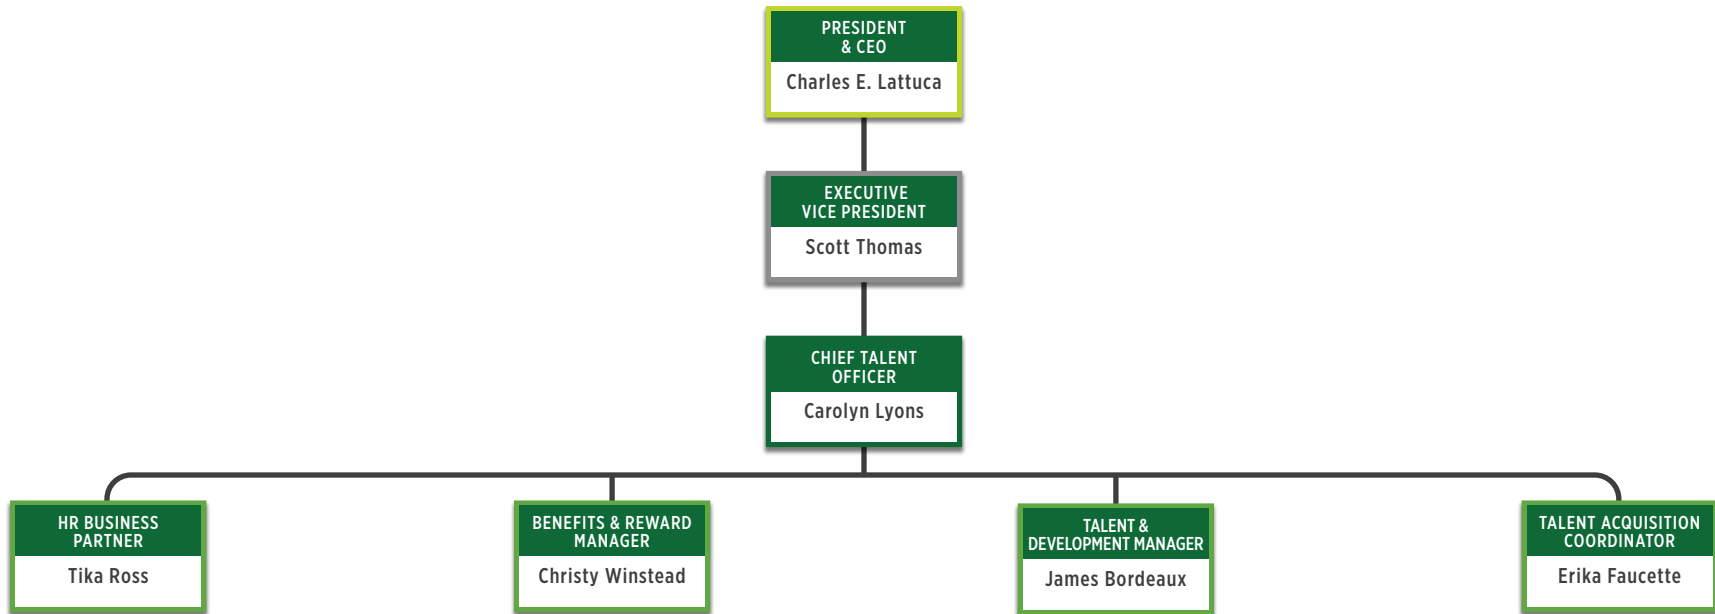 PRESIDENT
& CEO
Charles E. Lattuca
EXECUTIVE
VICE PRESIDENT
Scott Thomas
CHIEF TALENT
OFFICER
Carolyn Lyons
HR BUSINESS
PARTNER
Tika Ross
BENEFITS & REWARD
MANAGER
Christy Winstead
TALENT &
DEVELOPMENT MANAGER
James Bordeaux
TALENT ACQUISITION
COORDINATOR
Erika Faucette